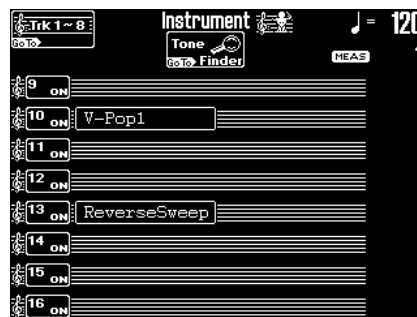 Trk 1~8 Instrument ♩= 120
Go To Tone
Go To Finder MEAS
9 ON
10 ON V-Pop1
11 ON
12 ON
13 ON ReverseSweep
14 ON
15 ON
16 ON